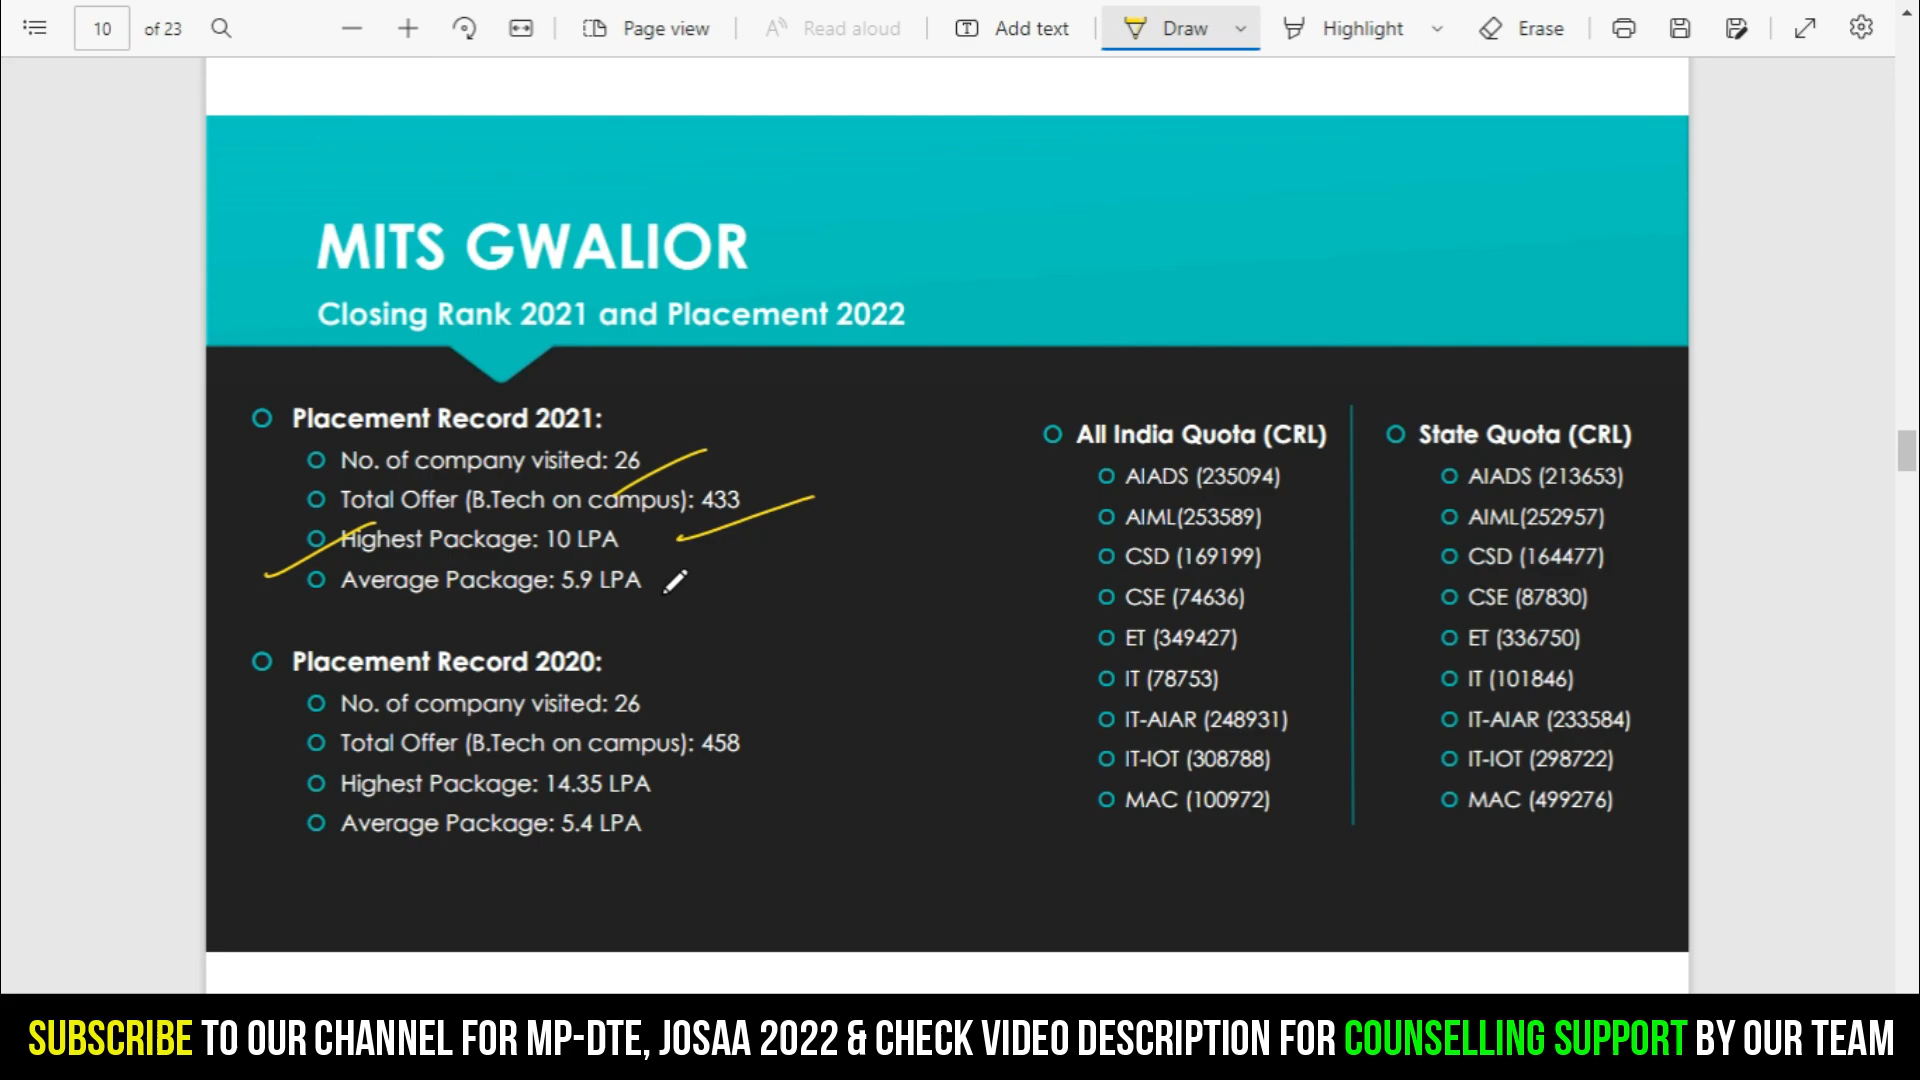 10 of 23 Page view Read aloud Add text Draw Highlight Erase
MITS GWALIOR
Closing Rank 2021 and Placement 2022
Placement Record 2021:
No. of company visited: 26
Total Offer (B.Tech on campus): 433
Highest Package: 10 LPA
Average Package: 5.9 LPA
Placement Record 2020:
No. of company visited: 26
Total Offer (B.Tech on campus): 458
Highest Package: 14.35 LPA
Average Package: 5.4 LPA
All India Quota (CRL)
AIADS (235094)
AIML(253589)
CSD (169199)
CSE (74636)
ET (349427)
IT (78753)
IT-AIAR (248931)
IT-IOT (308788)
MAC (100972)
State Quota (CRL)
AIADS (213653)
AIML(252957)
CSD (164477)
CSE (87830)
ET (336750)
IT (101846)
IT-AIAR (233584)
IT-IOT (298722)
MAC (499276)
SUBSCRIBE TO OUR CHANNEL FOR MP-DTE, JOSAA 2022 & CHECK VIDEO DESCRIPTION FOR COUNSELLING SUPPORT BY OUR TEAM